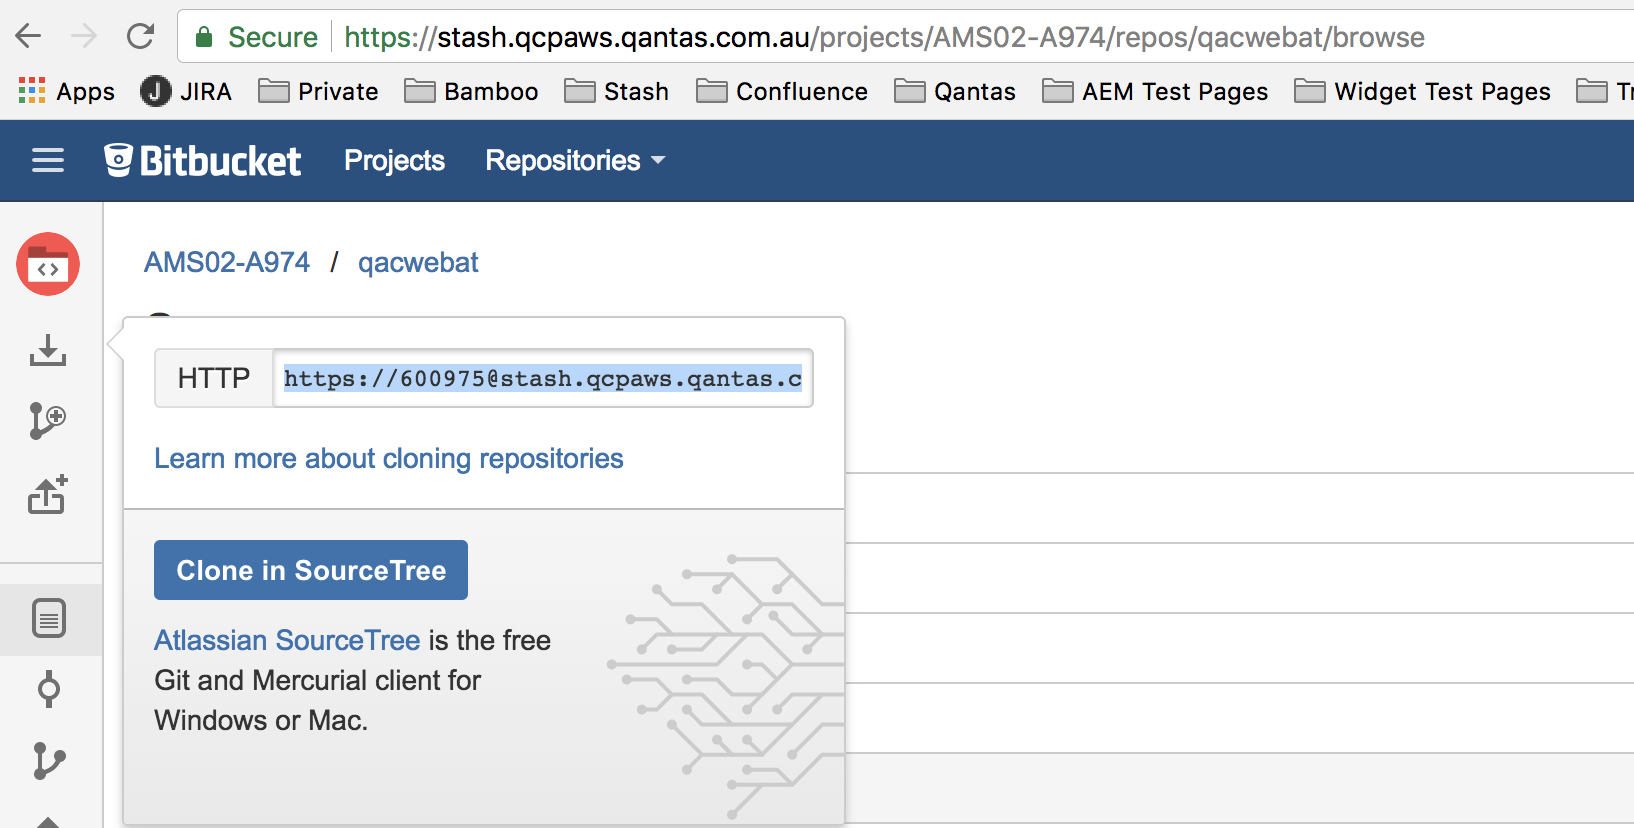 Secure https://stash.qcpaws.qantas.com.au/projects/AMS02-A974/repos/qacwebat/browse
Apps JIRA Private Bamboo Stash Confluence Qantas AEM Test Pages Widget Test Pages
Bitbucket Projects Repositories
AMS02-A974 / qacwebat
HTTP https://600975@stash.qcpaws.qantas.c
Learn more about cloning repositories
Clone in SourceTree
Atlassian SourceTree is the free
Git and Mercurial client for
Windows or Mac.